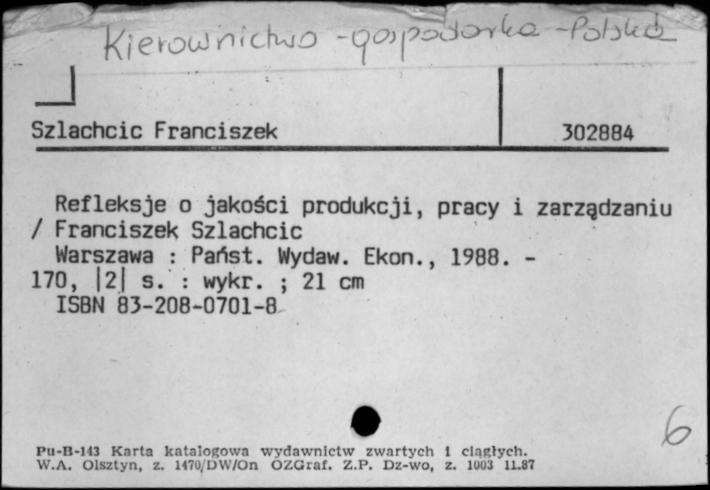 Kierownictwo - gospodarka - Polska
Szlachcic Franciszek
302884
Refleksje o jakości produkcji, pracy i zarządzaniu
/ Franciszek Szlachcic
Warszawa : Państ. Wydaw. Ekon., 1988. -
170, |2| s. : wykr. ; 21 cm
ISBN 83-208-0701-8
6
Pu-B-143 Karta katalogowa wydawnictw zwartych i ciągłych.
W.A. Olsztyn, z. 1470/DW/On OZGraf. Z.P. Dz-wo, z. 1003 11.87